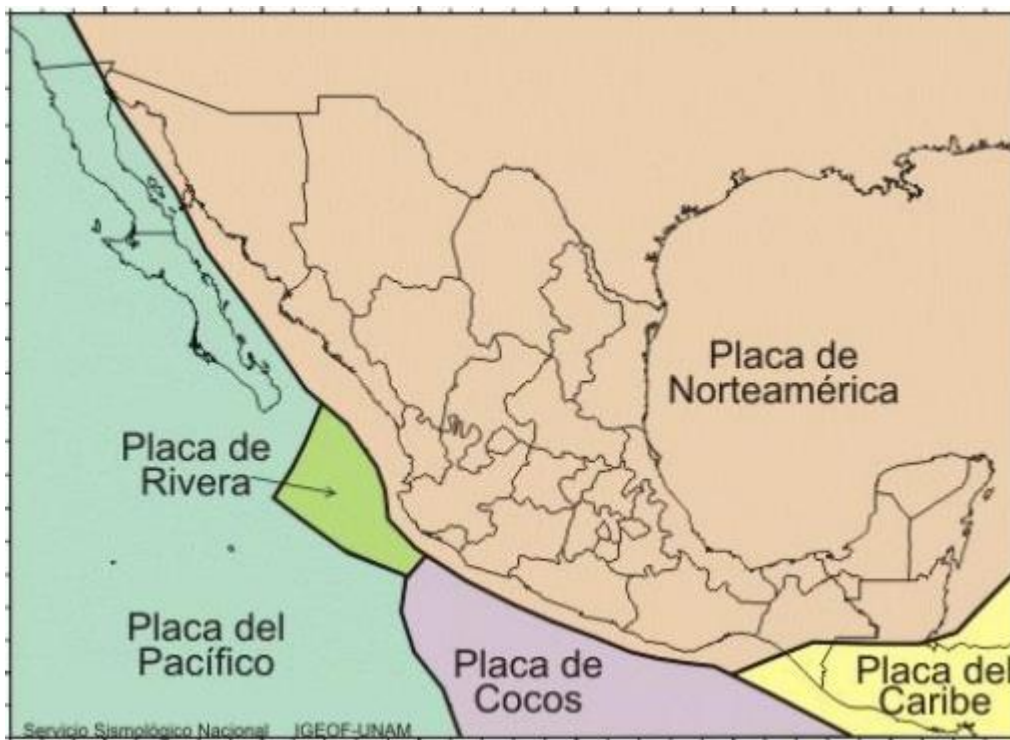 Placa de
Norteamérica
Placa de
Rivera
Placa del
Pacífico
Placa de
Cocos
Placa del
Caribe
Servicio Sismológico Nacional IGEOF-UNAM